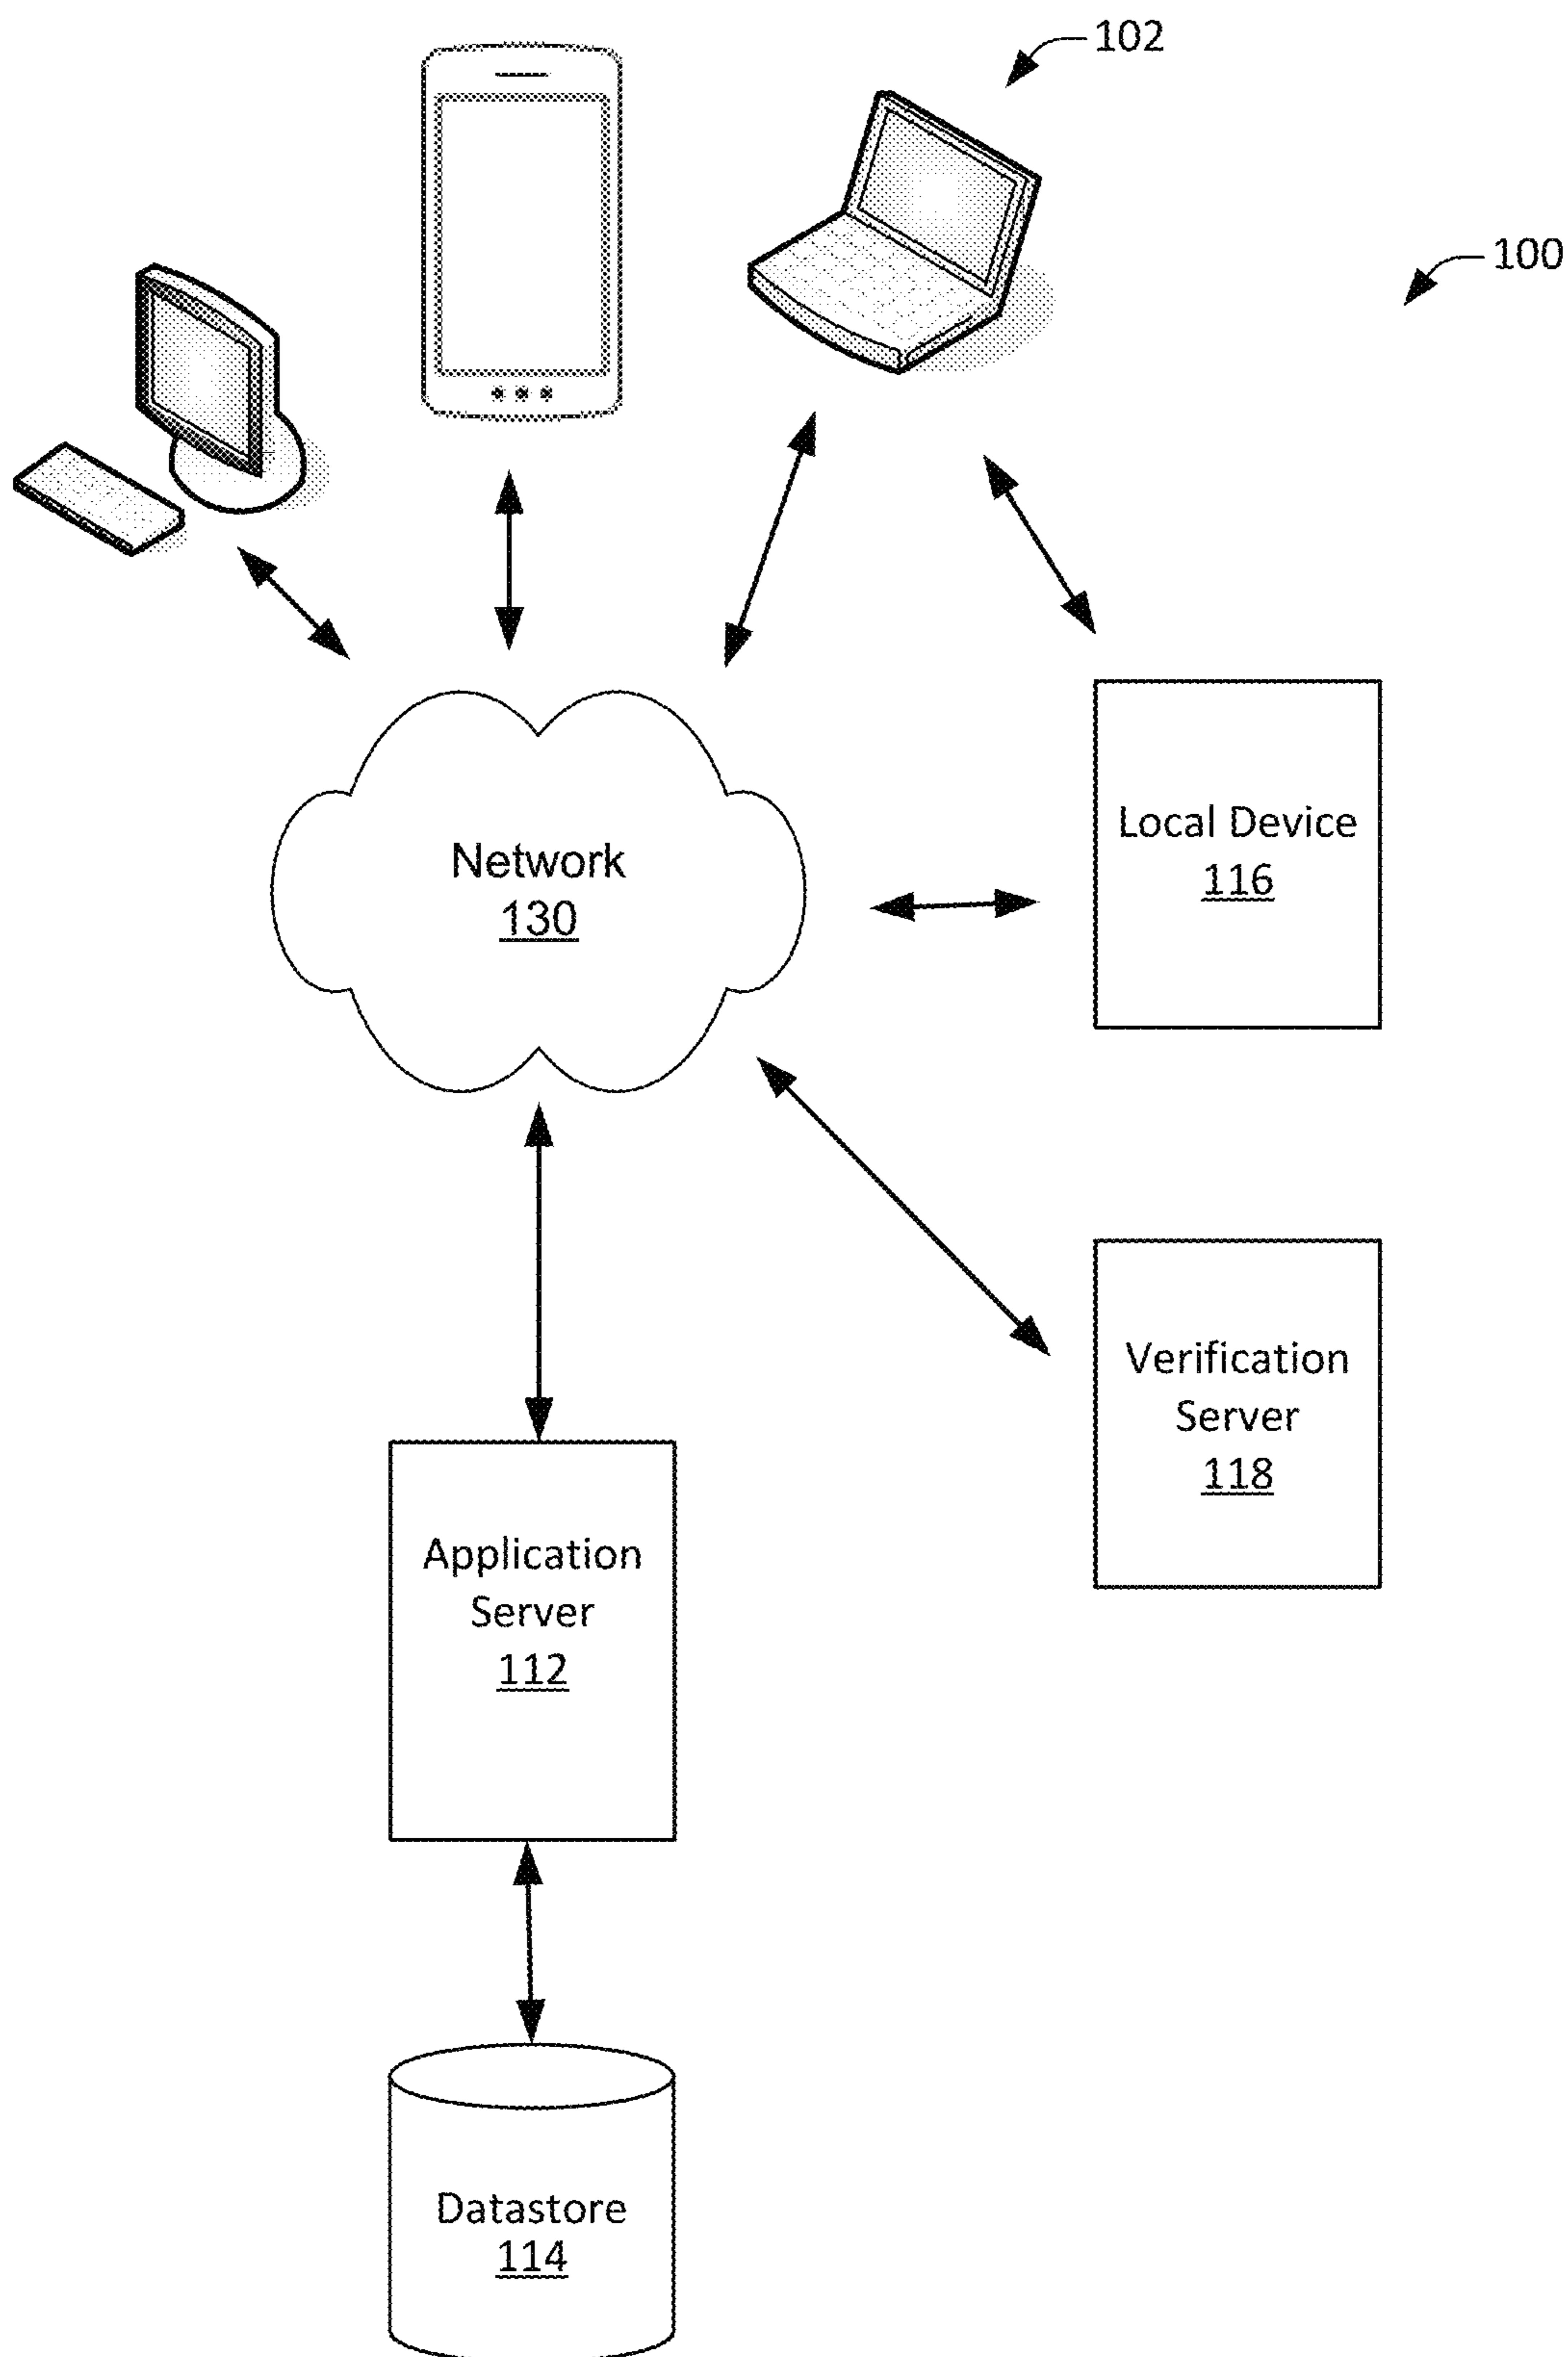 102
100
Network
130
Local Device
116
Verification
Server
118
Application
Server
112
Datastore
114